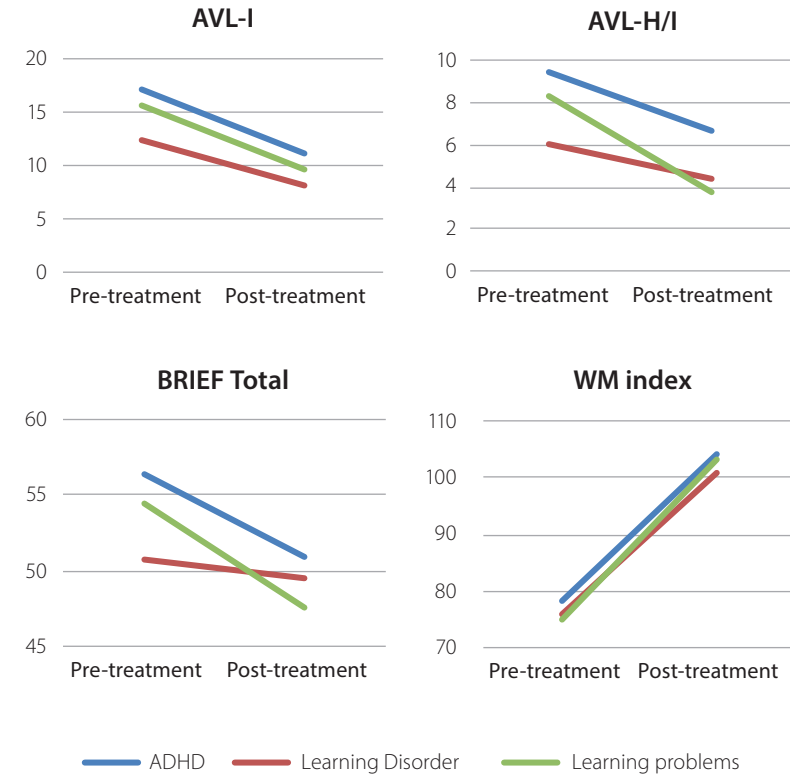 AVL-I
20
15
10
5
0
Pre-treatment Post-treatment
AVL-H/I
10
8
6
4
2
0
Pre-treatment Post-treatment
BRIEF Total
60
55
50
45
Pre-treatment Post-treatment
WM index
110
100
90
80
70
Pre-treatment Post-treatment
ADHD Learning Disorder Learning problems